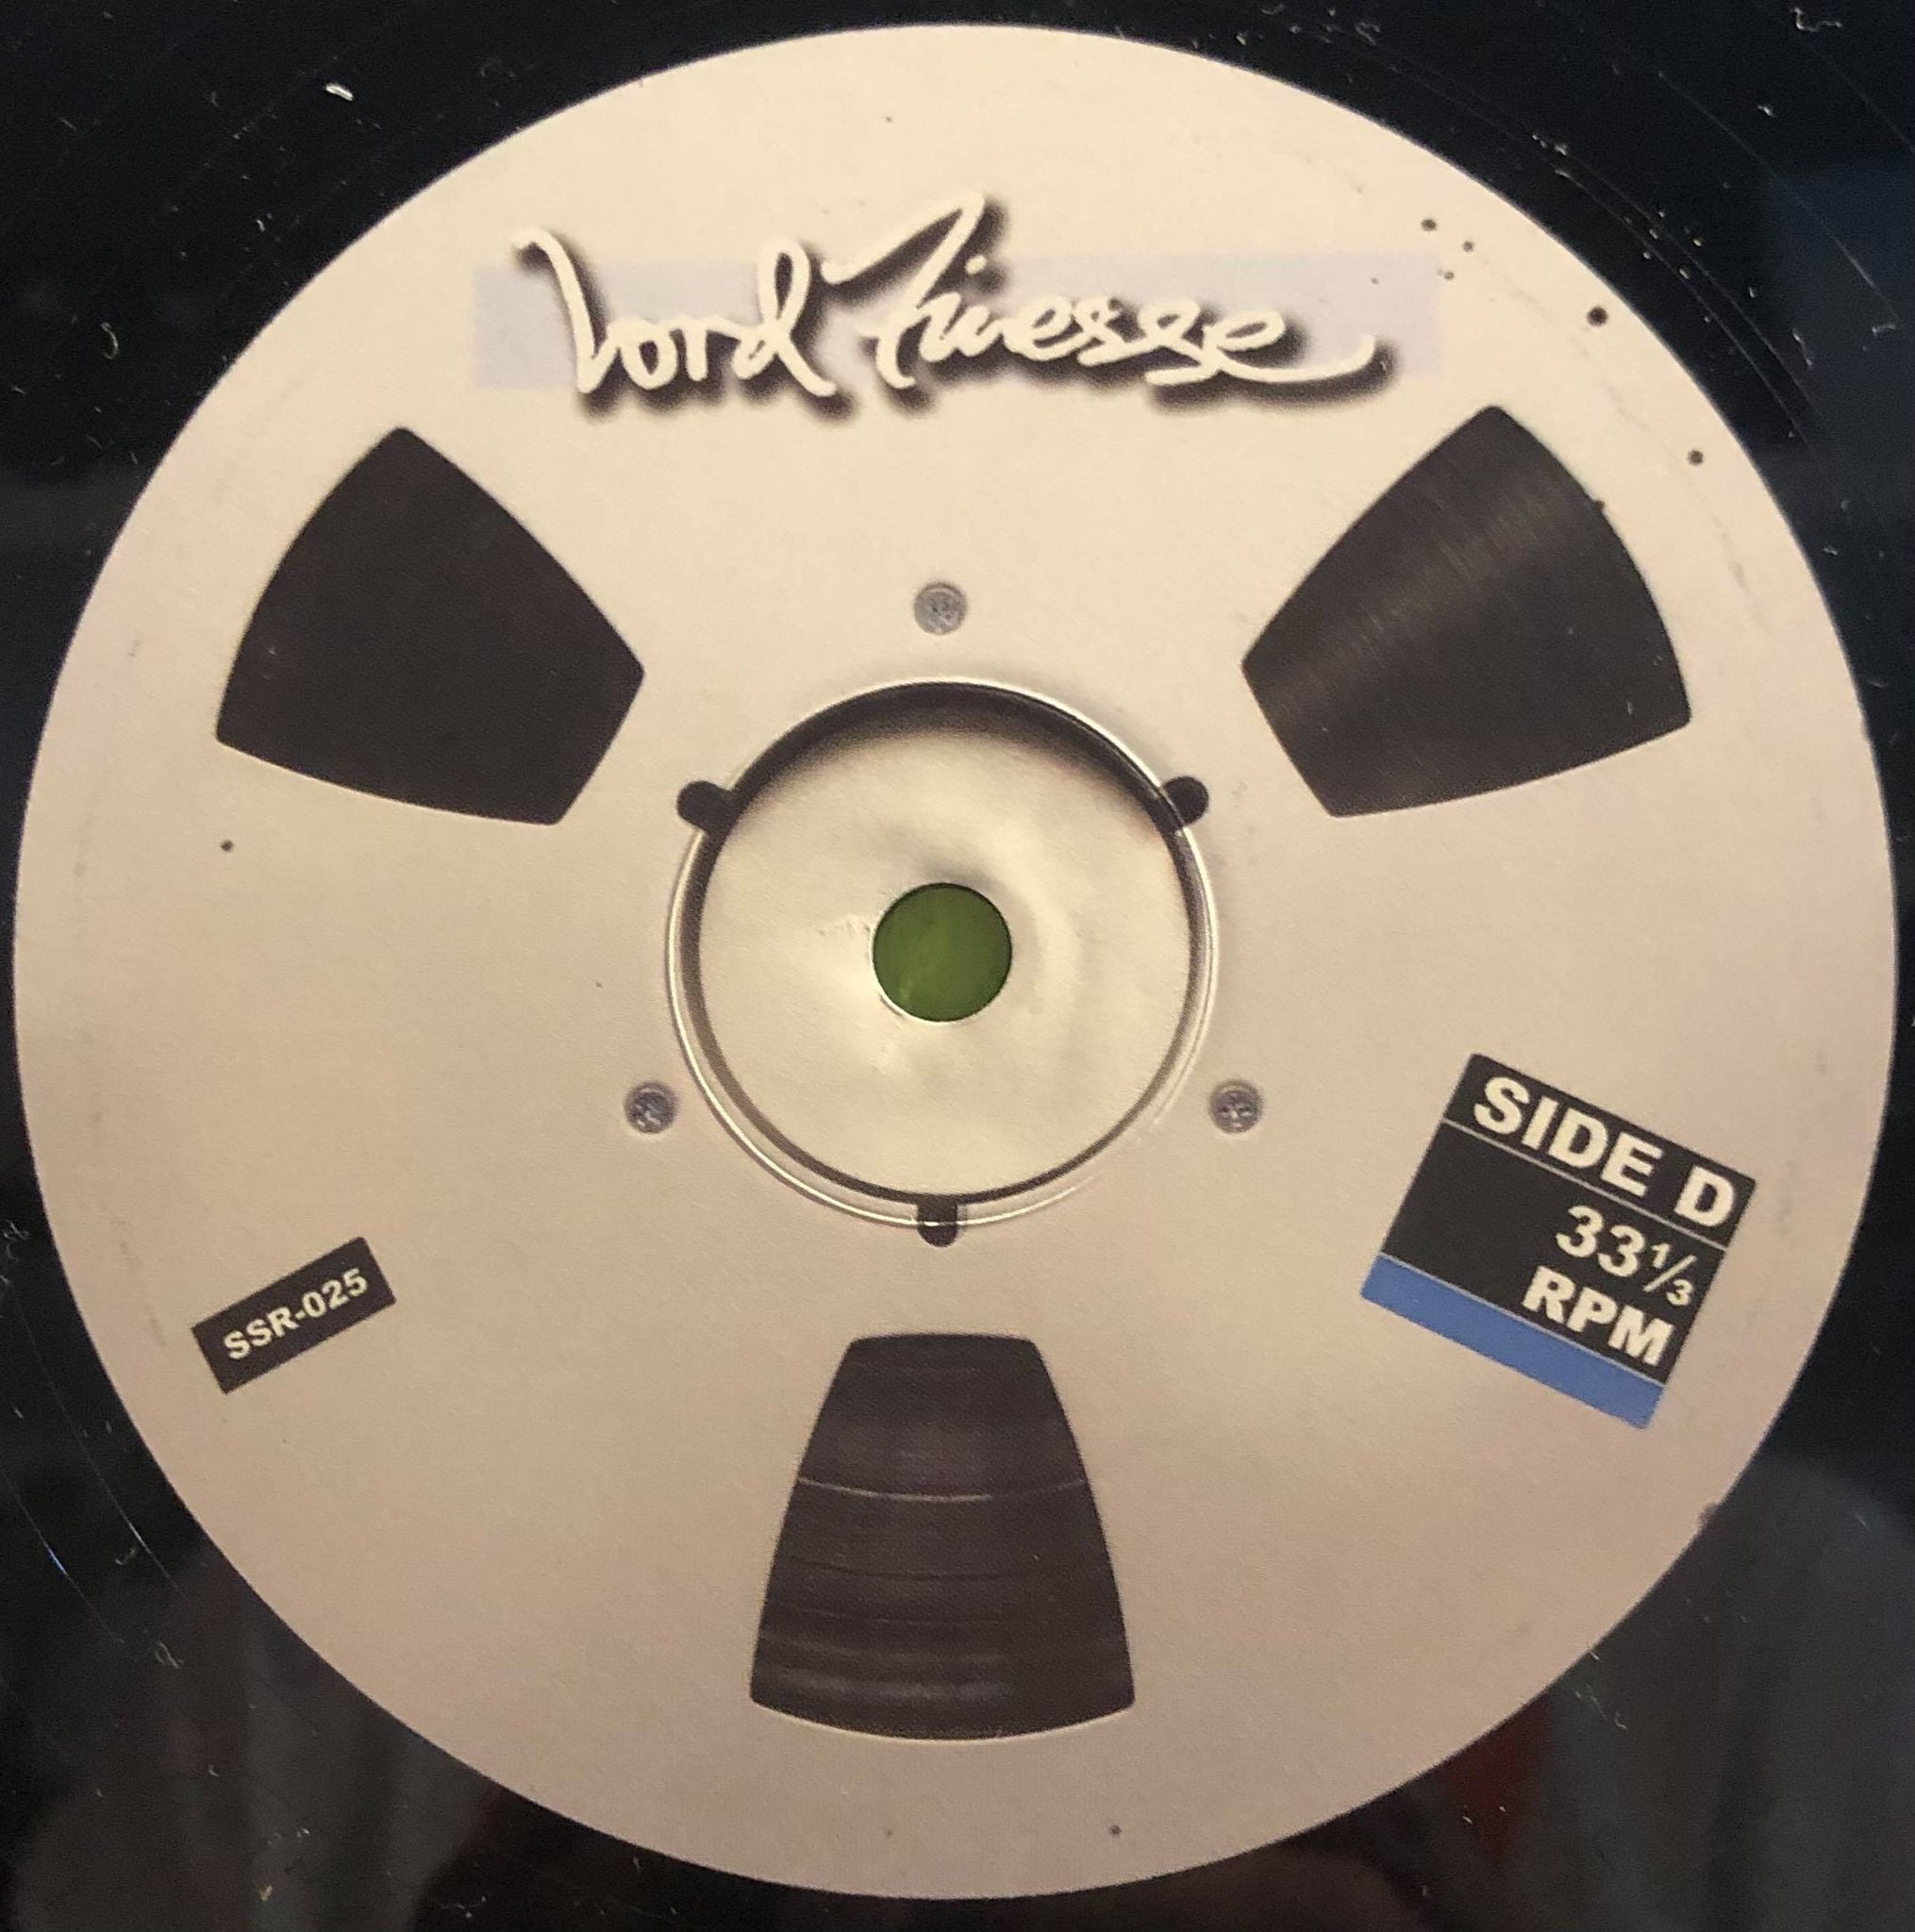 Lord Finesse
SIDE D
33⅓
RPM
SSR-025